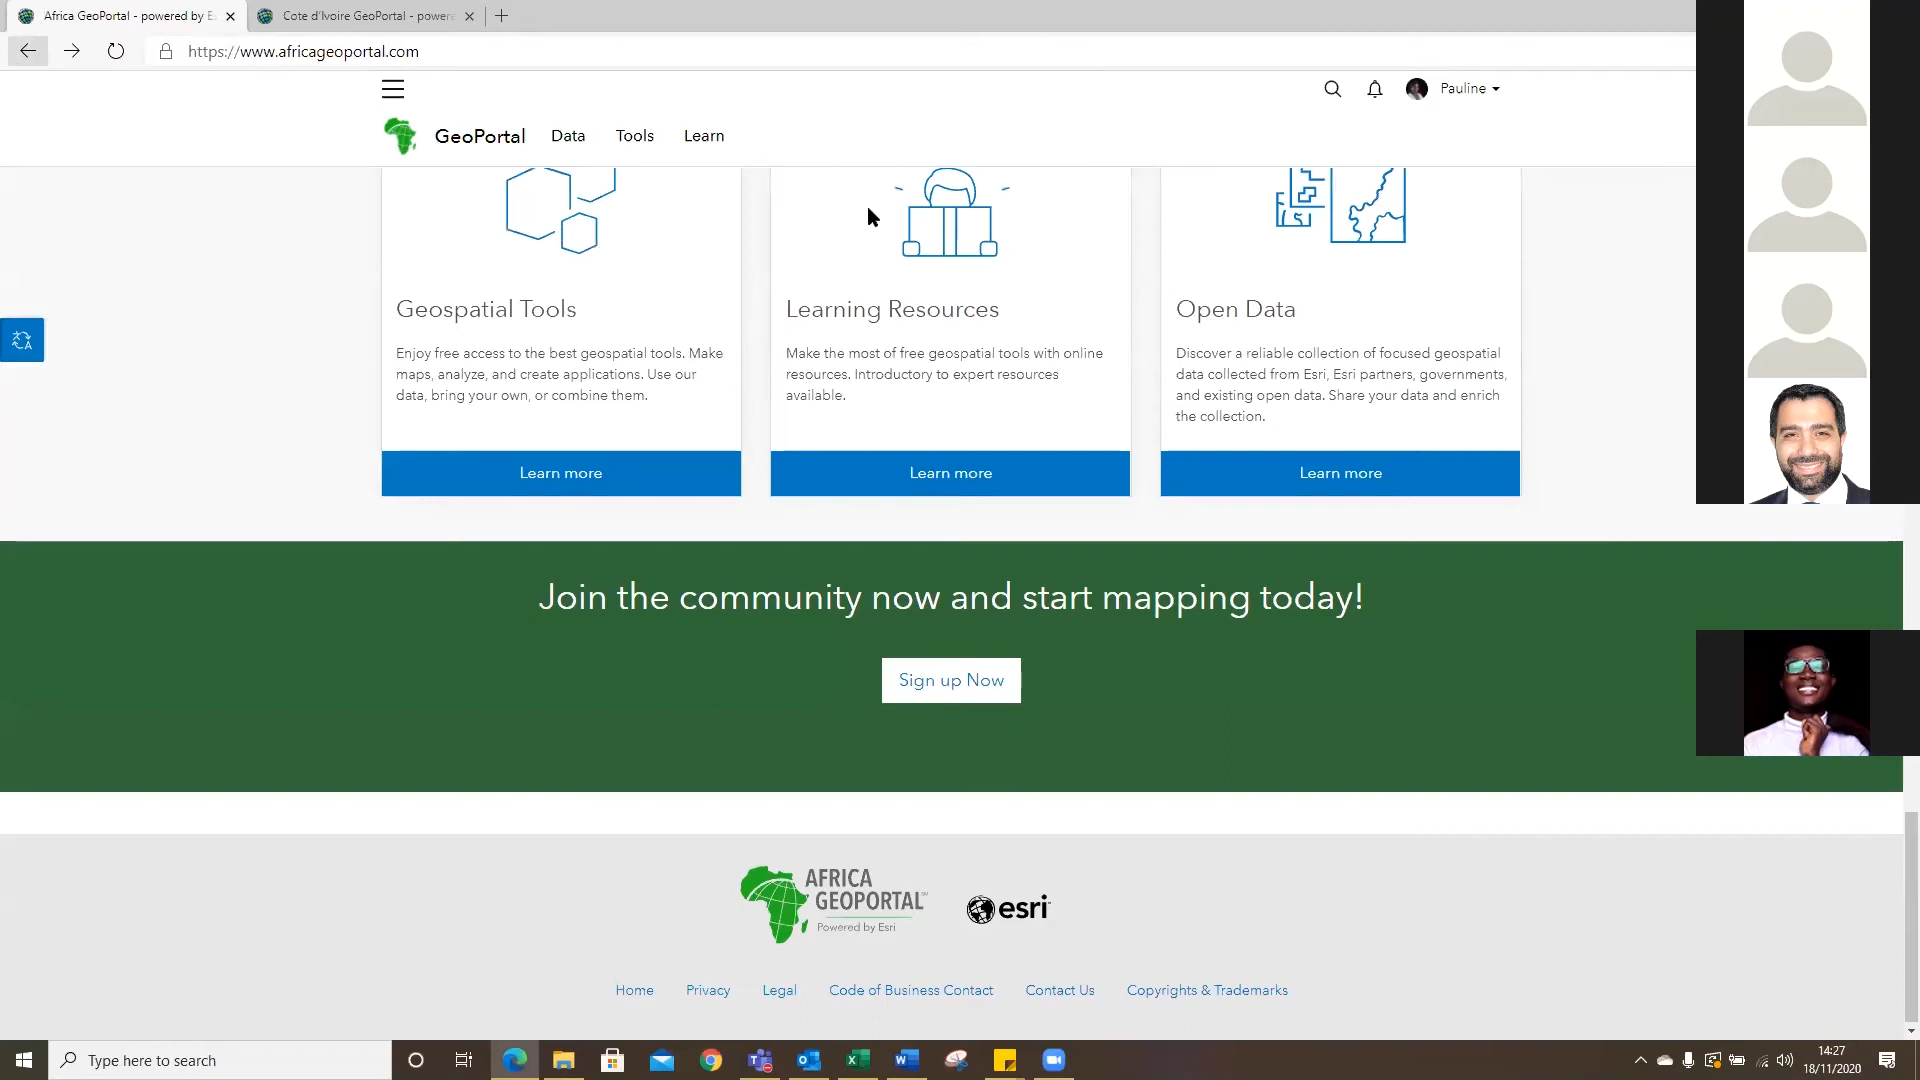 Africa GeoPortal - powered by E
Cote d'Ivoire GeoPortal - powere
https://www.africageoportal.com
Pauline
GeoPortal
Data
Tools
Learn
Geospatial Tools
Enjoy free access to the best geospatial tools. Make
maps, analyze, and create applications. Use our
data, bring your own, or combine them.
Learn more
Learning Resources
Make the most of free geospatial tools with online
resources. Introductory to expert resources
available.
Learn more
Open Data
Discover a reliable collection of focused geospatial
data collected from Esri, Esri partners, governments,
and existing open data. Share your data and enrich
the collection.
Learn more
Join the community now and start mapping today!
Sign up Now
AFRICA
GEOPORTAL
Powered by Esri
esri
Home
Privacy
Legal
Code of Business Contact
Contact Us
Copyrights & Trademarks
Type here to search
14:27
18/11/2020